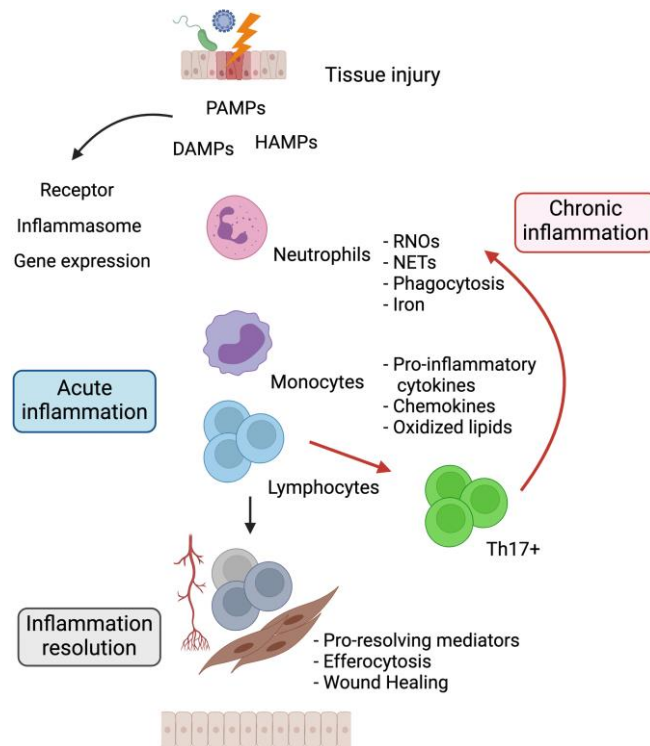 Tissue injury
PAMPs
DAMPs
HAMPs
Receptor
Inflammasome
Gene expression
Neutrophils
- RNOs
- NETs
- Phagocytosis
- Iron
Chronic
inflammation
Monocytes
- Pro-inflammatory
cytokines
- Chemokines
- Oxidized lipids
Acute
inflammation
Lymphocytes
Th17+
Inflammation
resolution
- Pro-resolving mediators
- Efferocytosis
- Wound Healing